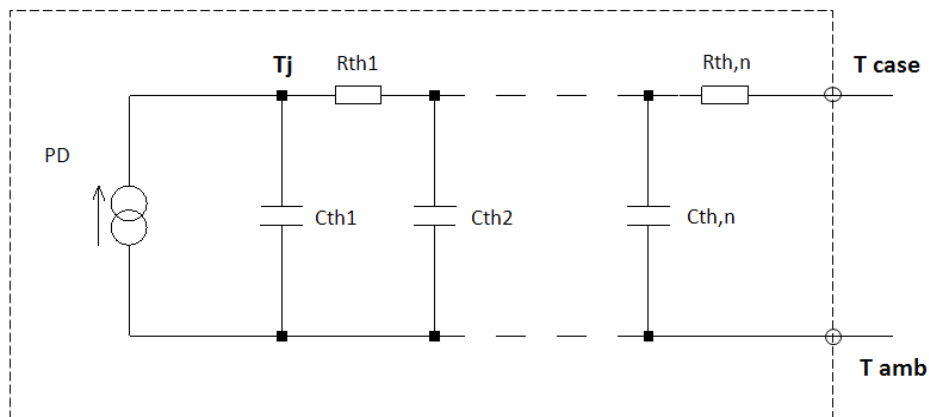 Tj
Rth1
Rth,n
T case
PD
Cth1
Cth2
Cth,n
T amb